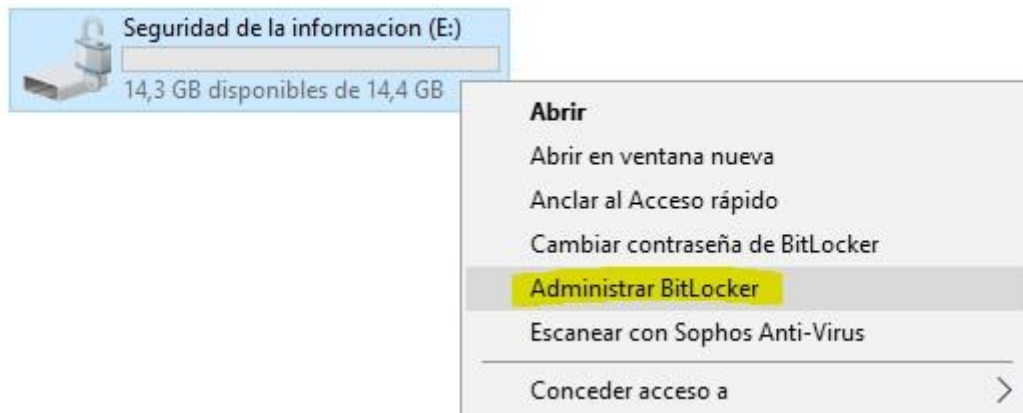 Seguridad de la informacion (E:)
14,3 GB disponibles de 14,4 GB
Abrir
Abrir en ventana nueva
Anclar al Acceso rápido
Cambiar contraseña de BitLocker
Administrar BitLocker
Escanear con Sophos Anti-Virus
Conceder acceso a